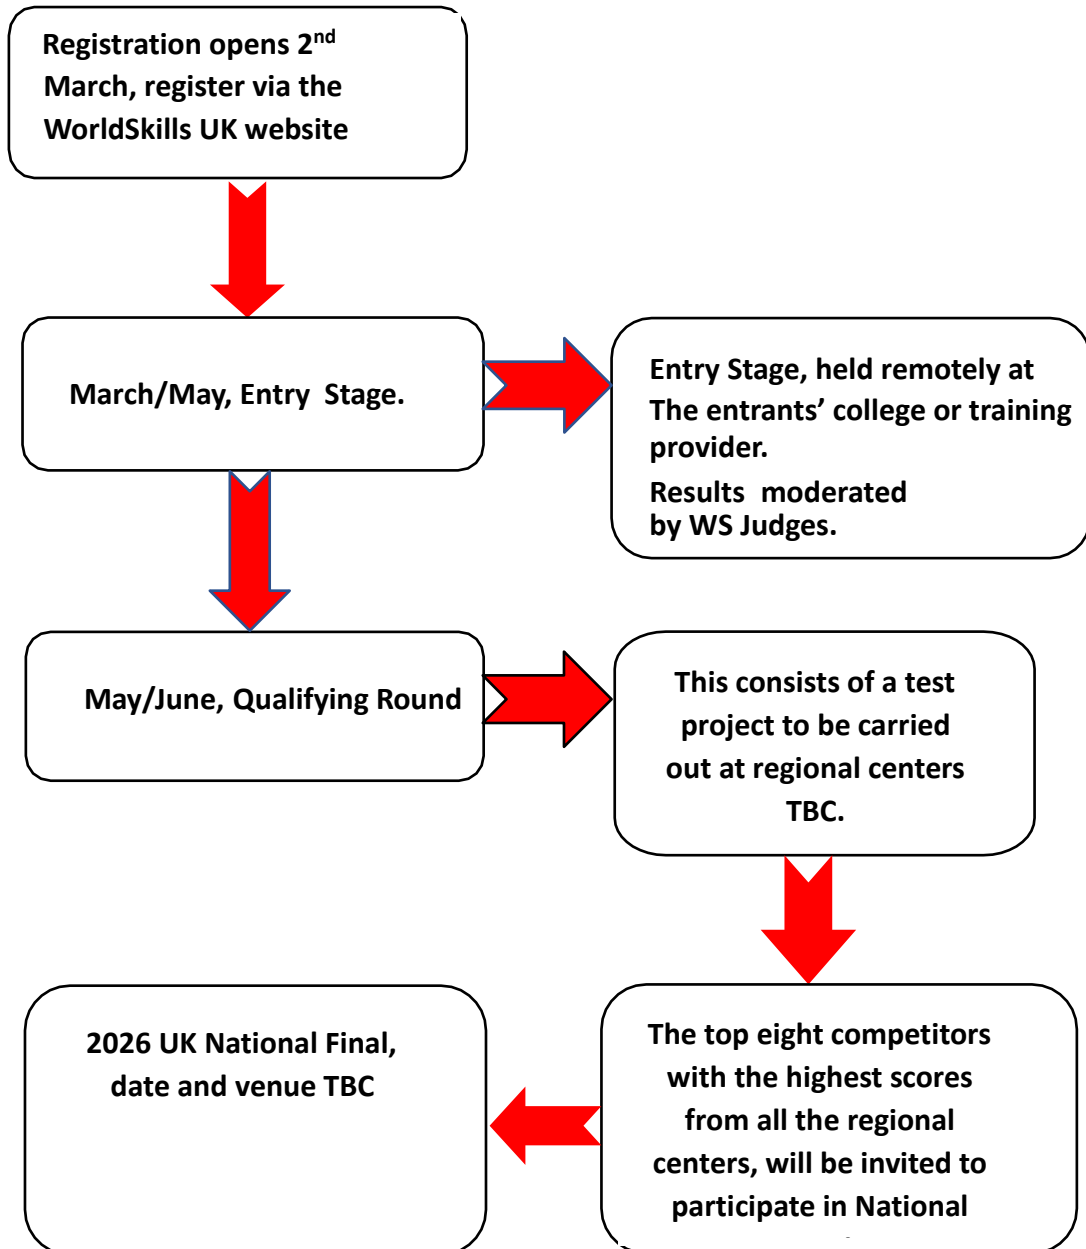 Registration opens 2nd
March, register via the
WorldSkills UK website
March/May, Entry  Stage.
Entry Stage, held remotely at
The entrants’ college or training
provider.
Results  moderated
by WS Judges.
May/June, Qualifying Round
This consists of a test
project to be carried
out at regional centers
TBC.
The top eight competitors
with the highest scores
from all the regional
centers, will be invited to
participate in National
2026 UK National Final,
date and venue TBC